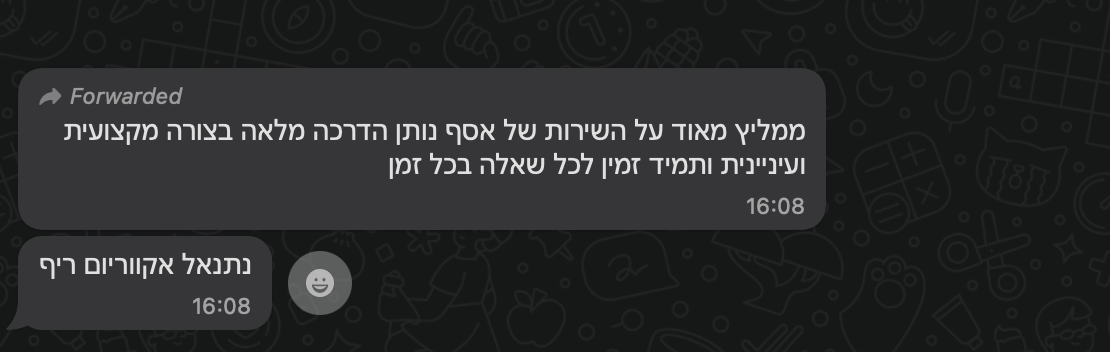 Forwarded
ממליץ מאוד על השירות של אסף נותן הדרכה מלאה בצורה מקצועית
ועיניינית ותמיד זמין לכל שאלה בכל זמן
16:08
נתנאל אקווריום ריף
16:08